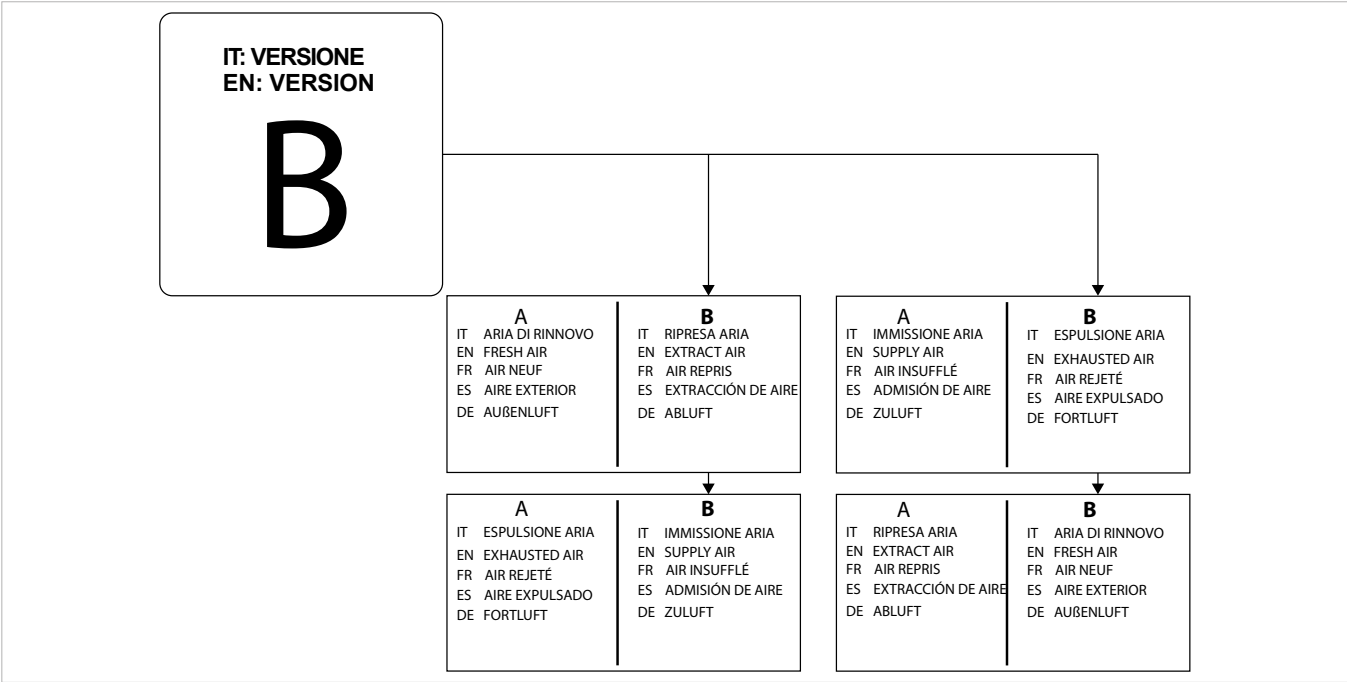 IT: VERSIONE
EN: VERSION
B
A
IT ARIA DI RINNOVO
EN FRESH AIR
FR AIR NEUF
ES AIRE EXTERIOR
DE AUßENLUFT
B
IT RIPRESA ARIA
EN EXTRACT AIR
FR AIR REPRIS
ES EXTRACCIÓN DE AIRE
DE ABLUFT
A
IT IMMISSIONE ARIA
EN SUPPLY AIR
FR AIR INSUFFLÉ
ES ADMISIÓN DE AIRE
DE ZULUFT
B
IT ESPULSIONE ARIA
EN EXHAUSTED AIR
FR AIR REJETÉ
ES AIRE EXPULSADO
DE FORTLUFT
A
IT ESPULSIONE ARIA
EN EXHAUSTED AIR
FR AIR REJETÉ
ES AIRE EXPULSADO
DE FORTLUFT
B
IT IMMISSIONE ARIA
EN SUPPLY AIR
FR AIR INSUFFLÉ
ES ADMISIÓN DE AIRE
DE ZULUFT
A
IT RIPRESA ARIA
EN EXTRACT AIR
FR AIR REPRIS
ES EXTRACCIÓN DE AIRE
DE ABLUFT
B
IT ARIA DI RINNOVO
EN FRESH AIR
FR AIR NEUF
ES AIRE EXTERIOR
DE AUßENLUFT